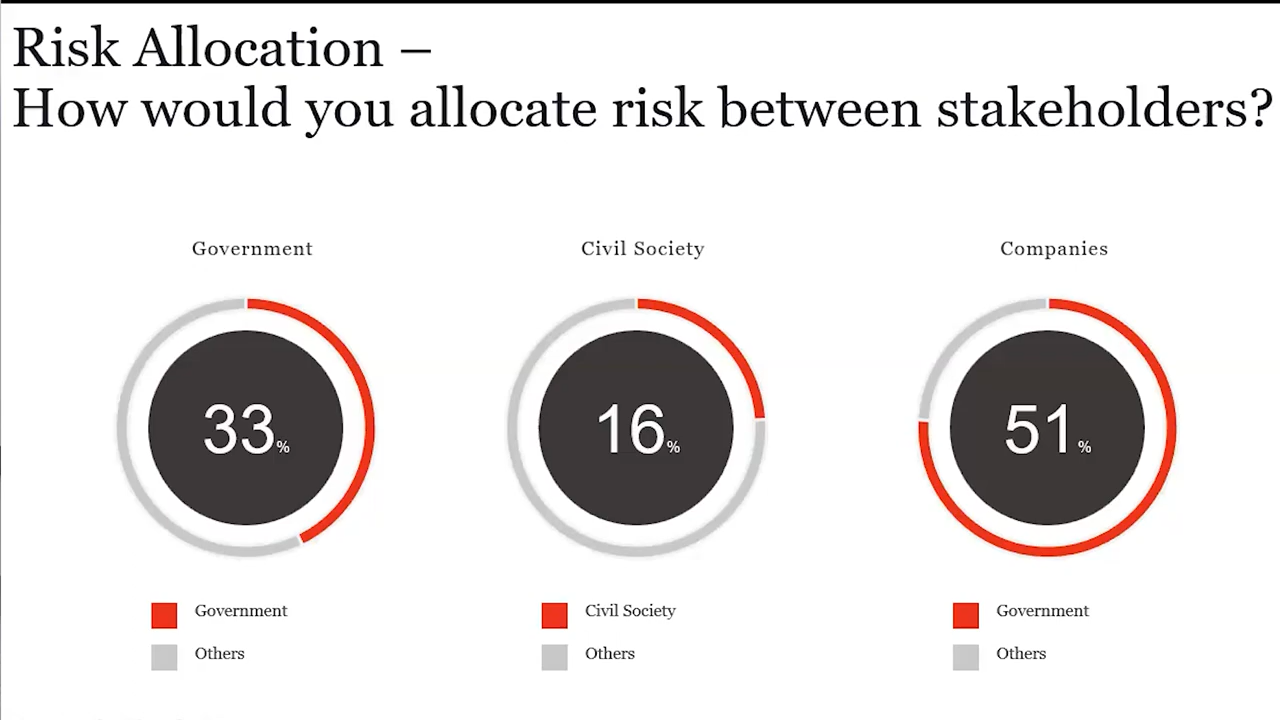 Risk Allocation –
How would you allocate risk between stakeholders?
Government
Civil Society
Companies
33%
16%
51%
Government
Others
Civil Society
Others
Government
Others